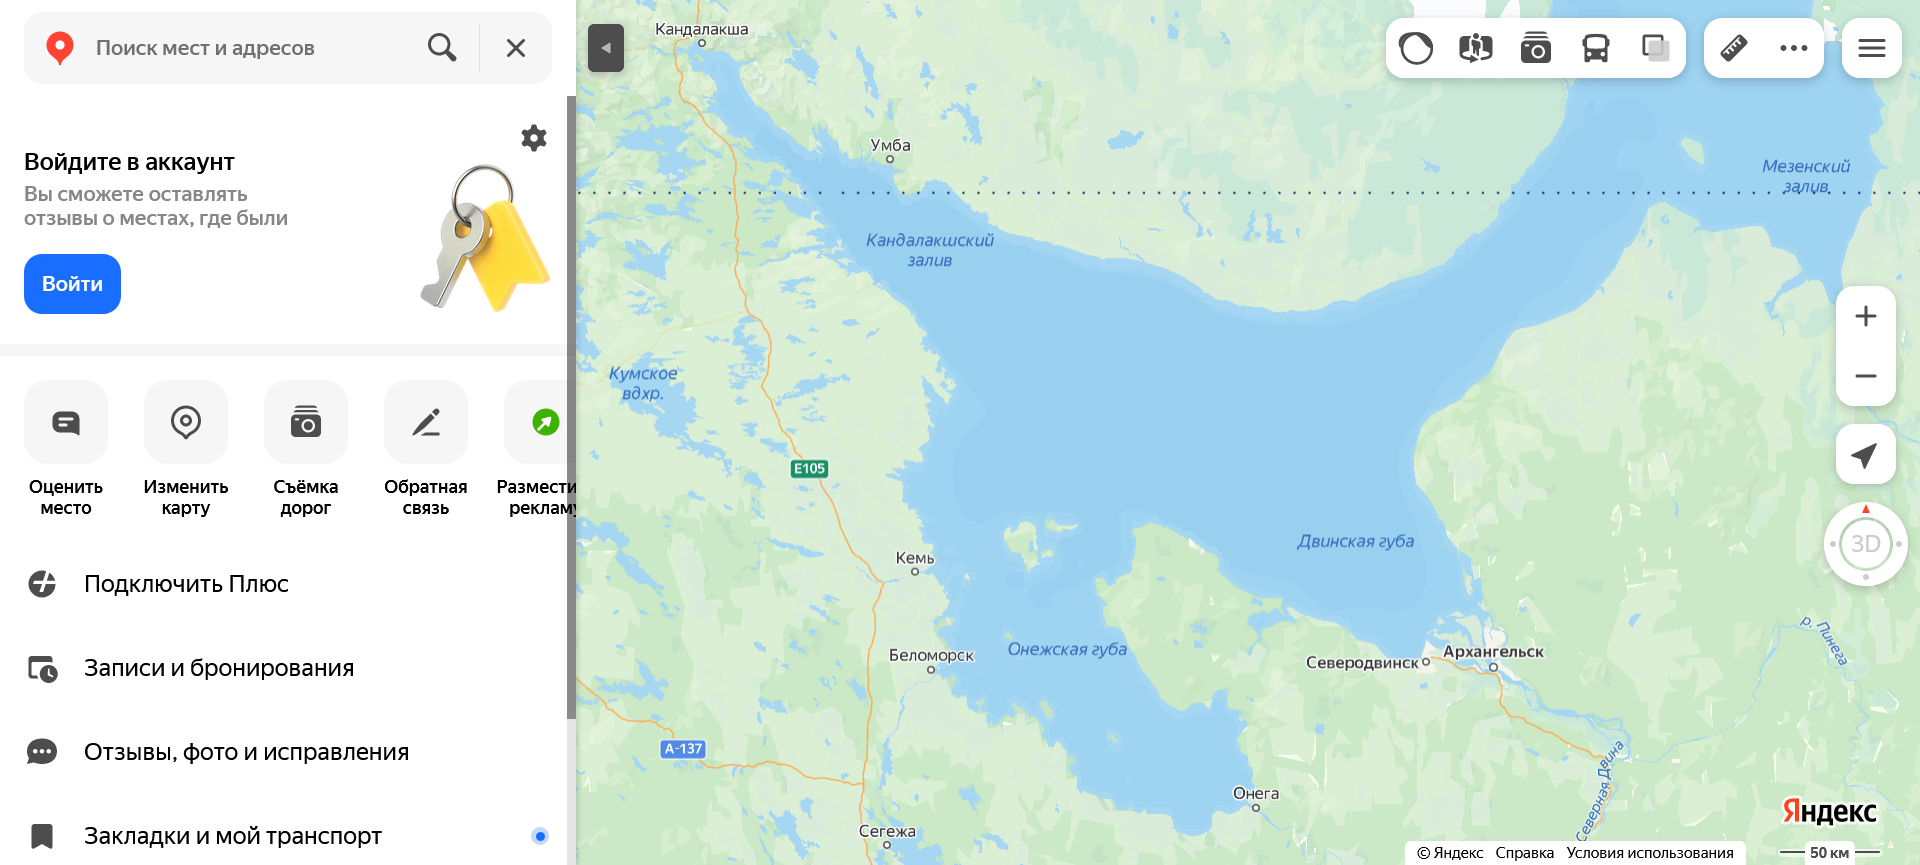 Поиск мест и адресов
Войдите в аккаунт
Вы сможете оставлять
отзывы о местах, где были
Войти
Оценить
место
Изменить
карту
Съёмка
дорог
Обратная
связь
Размести
реклам
Подключить Плюс
Записи и бронирования
Отзывы, фото и исправления
Закладки и мой транспорт
Кандалакша
Умба
Мезенский
залив
Кандалакшский
залив
Кумское
вдхр.
E105
Двинская губа
3D
Кемь
Онежская губа
Беломорск
Северодвинск
Архангельск
р. Пинега
А-137
Северная Двина
Онега
Сегежа
Яндекс
© Яндекс Справка Условия использования
50 км